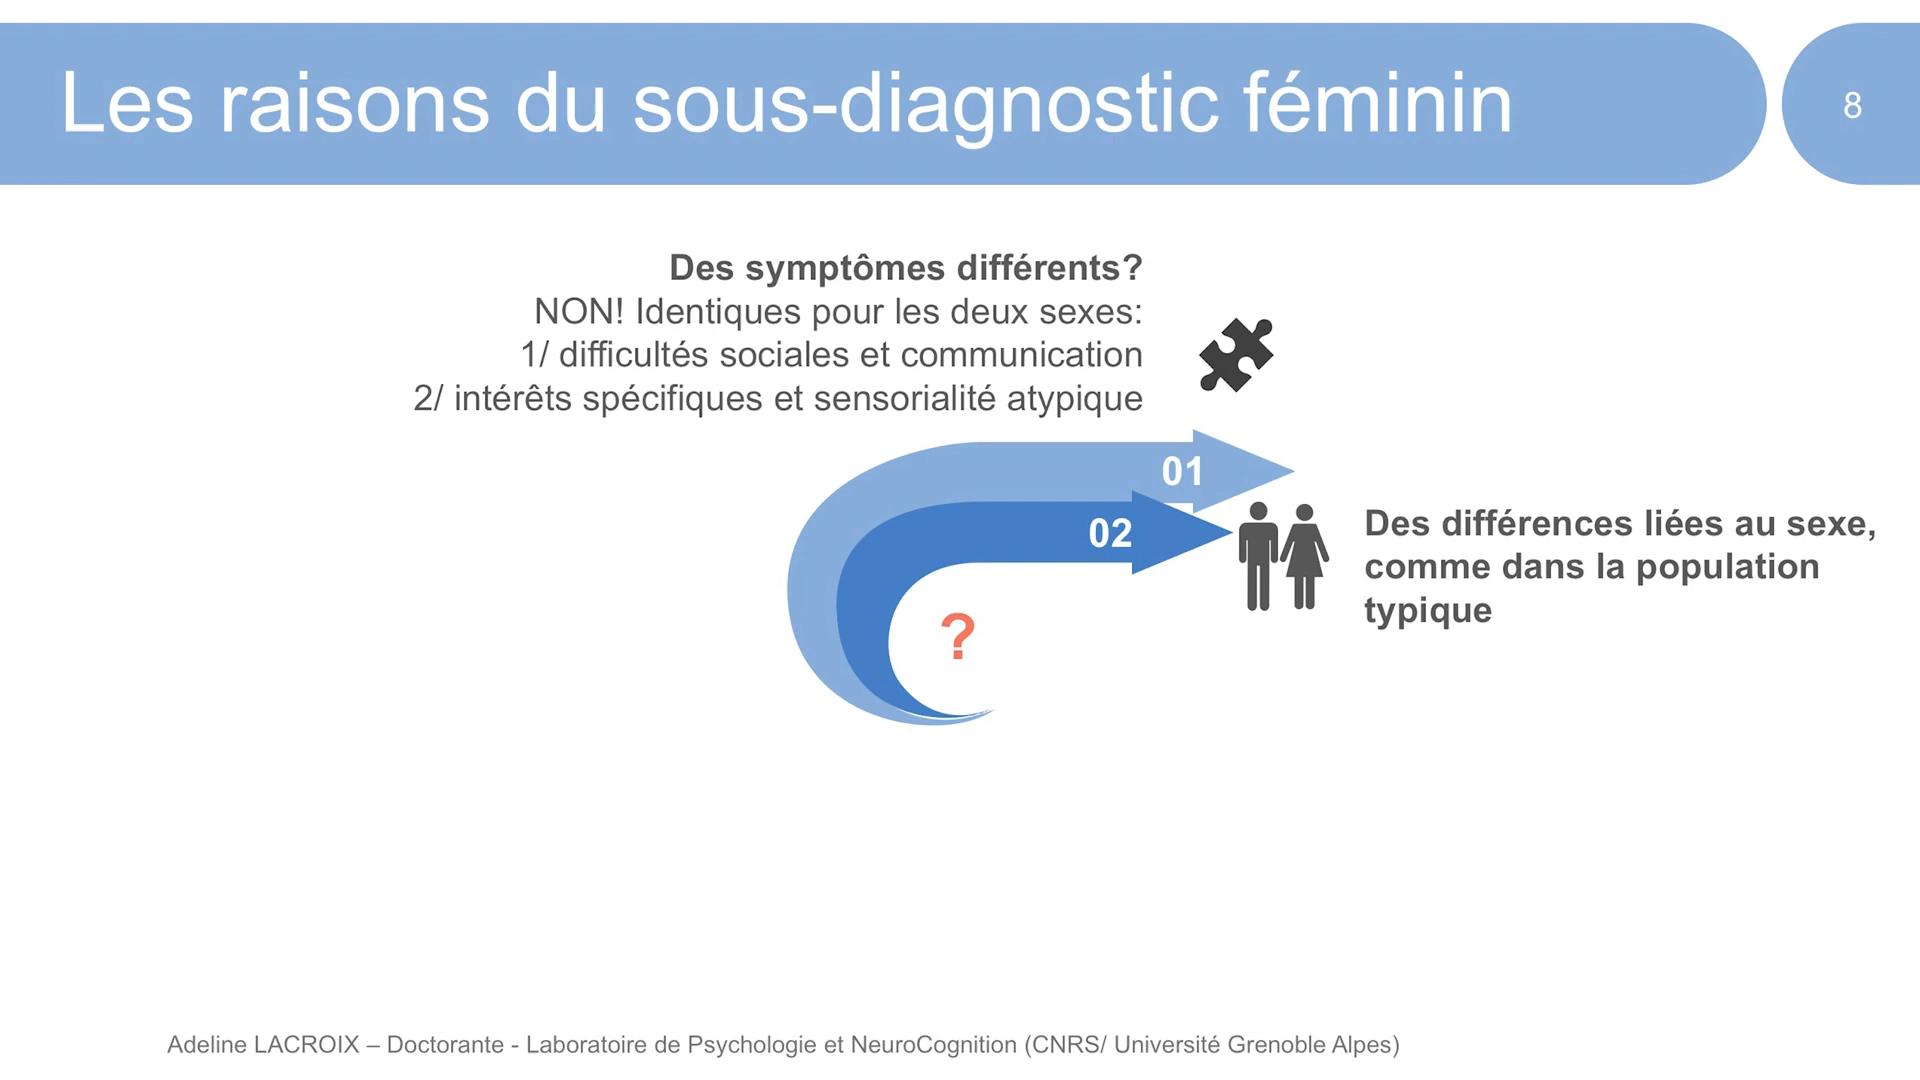 Les raisons du sous-diagnostic féminin
8
Des symptômes différents?
NON! Identiques pour les deux sexes:
1/ difficultés sociales et communication
2/ intérêts spécifiques et sensorialité atypique
01
02
Des différences liées au sexe,
comme dans la population
typique
?
Adeline LACROIX – Doctorante - Laboratoire de Psychologie et NeuroCognition (CNRS/ Université Grenoble Alpes)